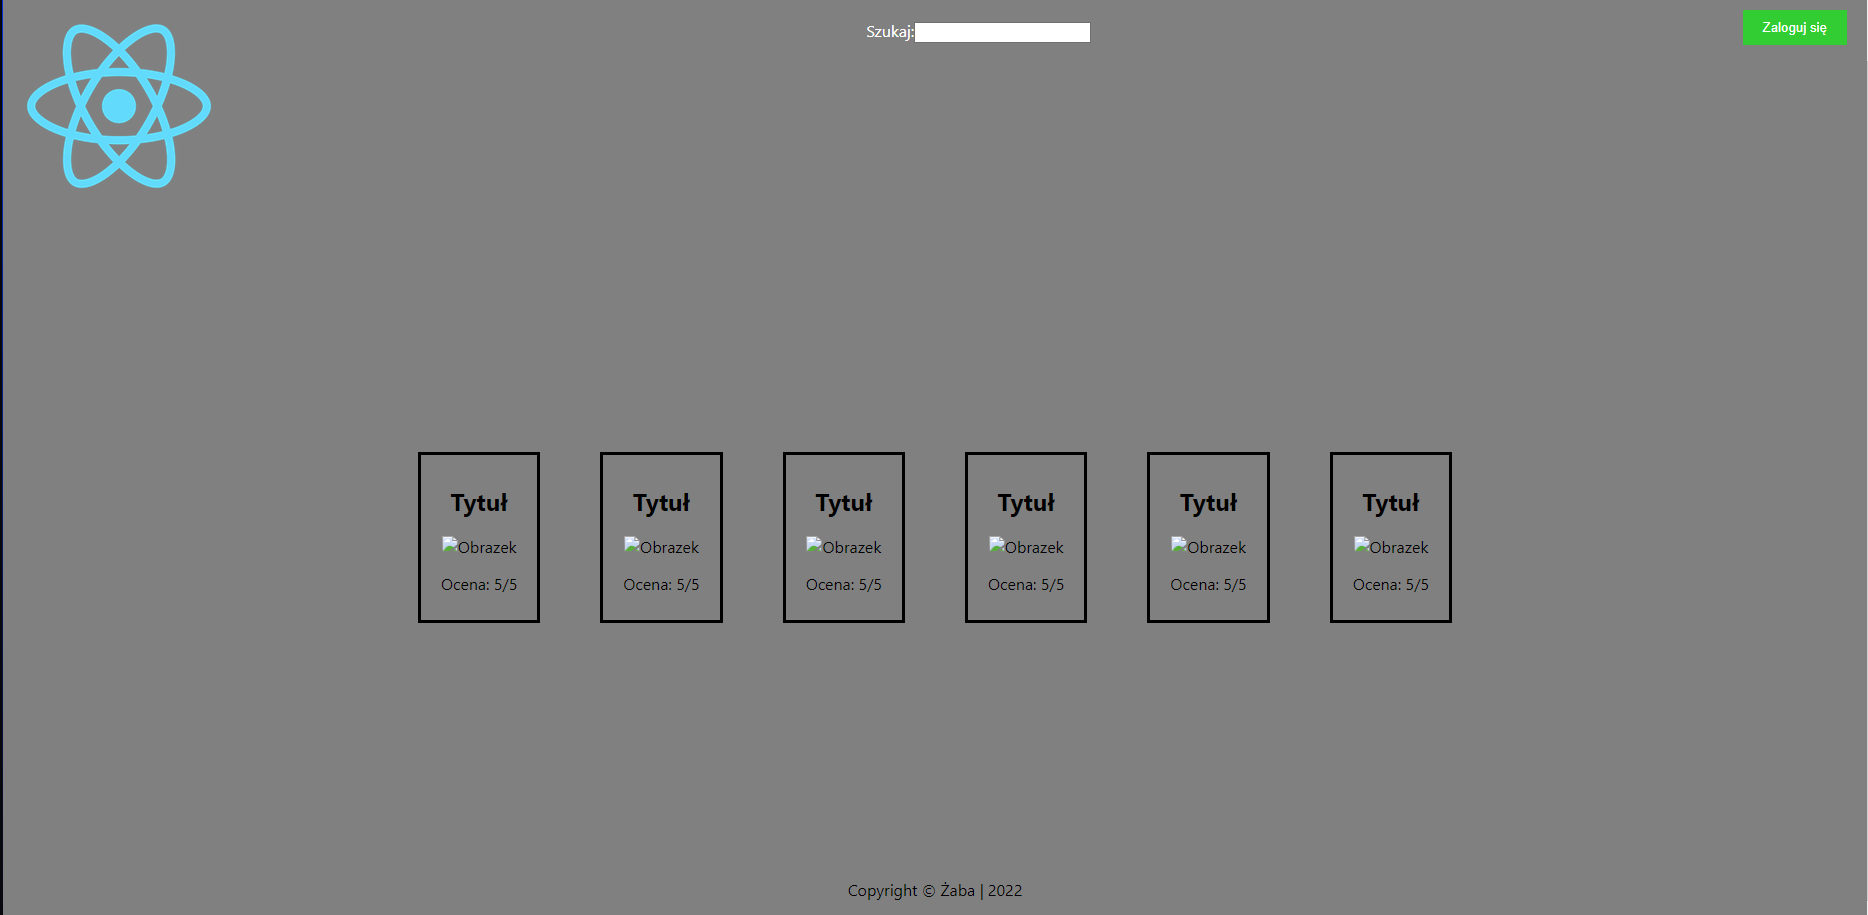 Szukaj:
Zaloguj się
Tytuł Tytuł Tytuł Tytuł Tytuł Tytuł
Obrazek Obrazek Obrazek Obrazek Obrazek Obrazek
Ocena: 5/5 Ocena: 5/5 Ocena: 5/5 Ocena: 5/5 Ocena: 5/5 Ocena: 5/5
Copyright © Żaba | 2022